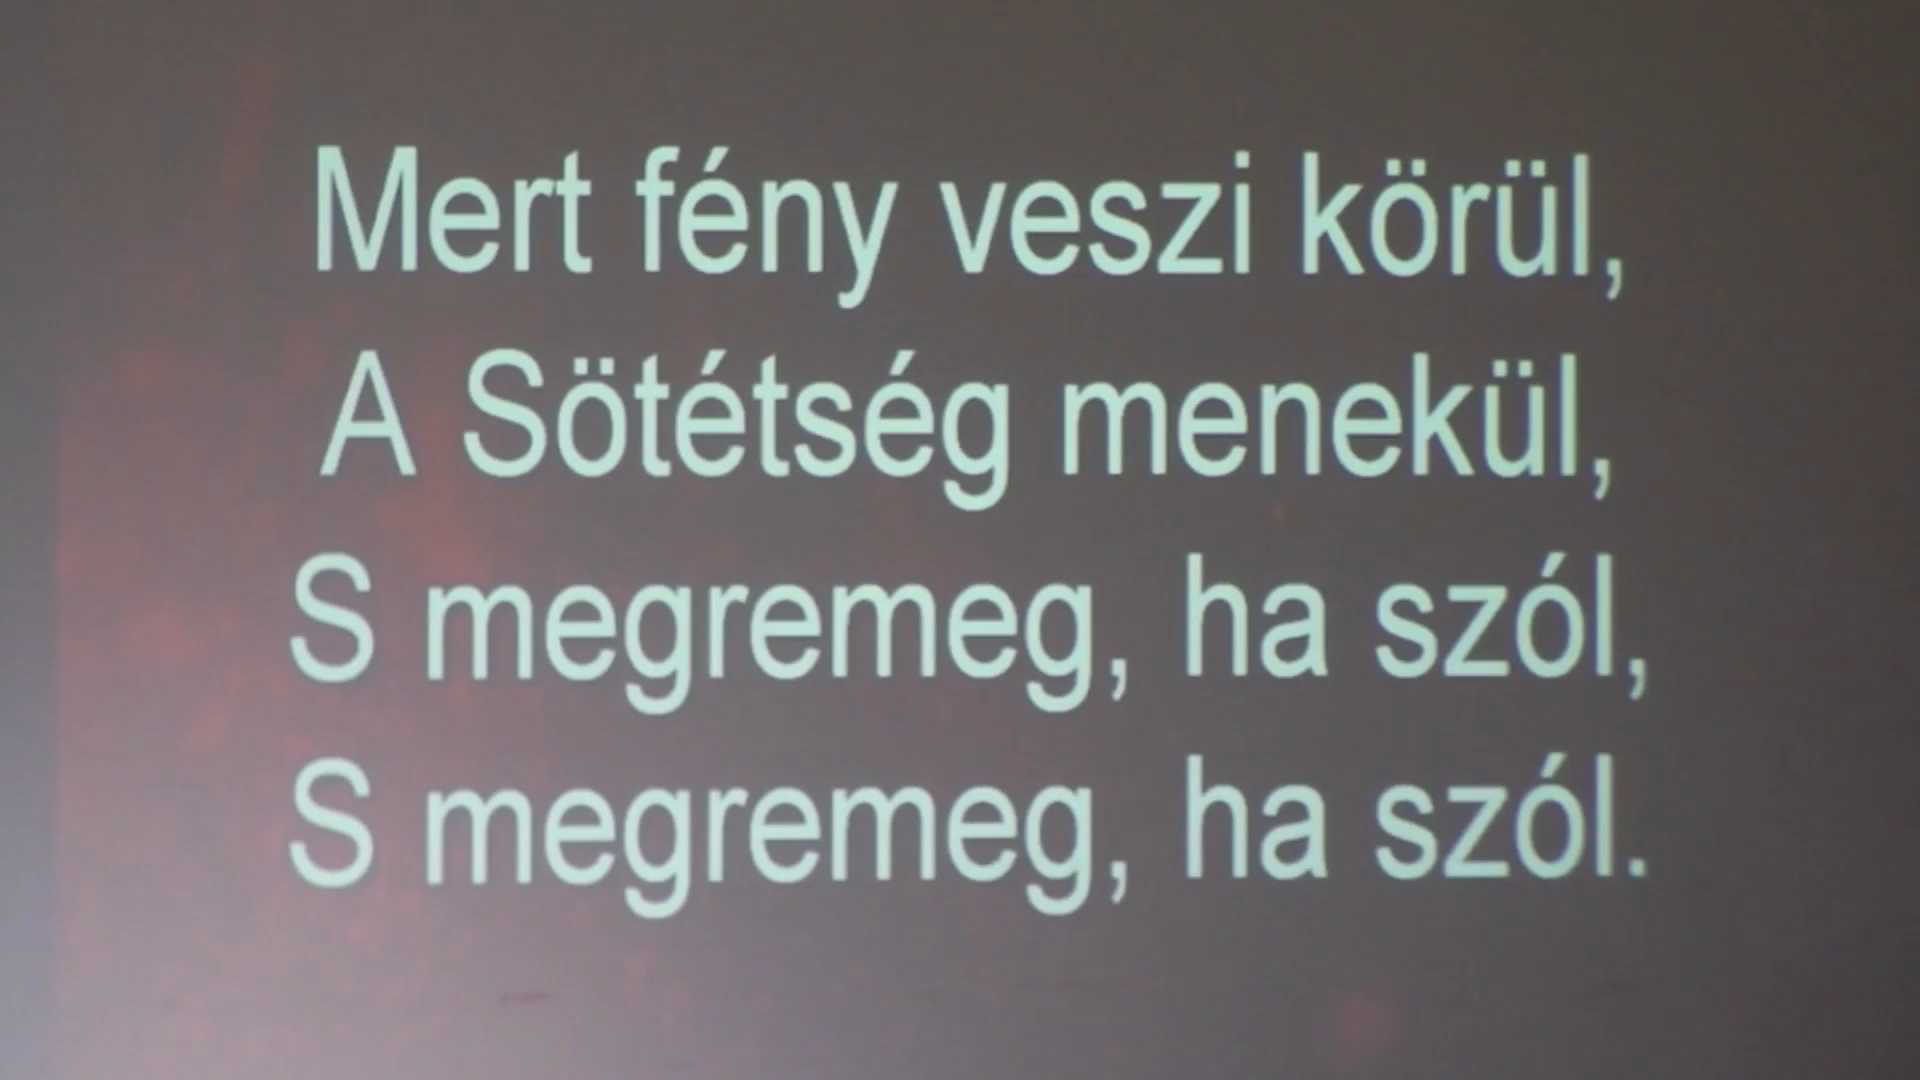 Mert fény veszi körül,
A Sötétség menekül,
S megremeg, ha szól,
S megremeg, ha szól.